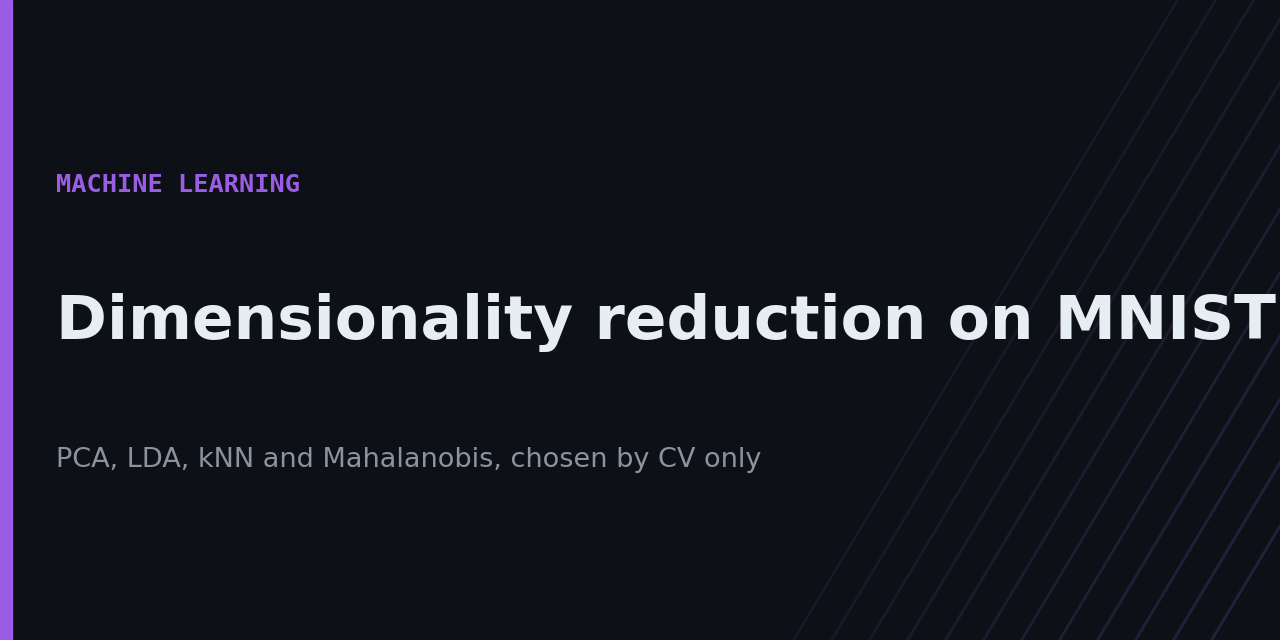 MACHINE LEARNING
Dimensionality reduction on MNIST
PCA, LDA, kNN and Mahalanobis, chosen by CV only